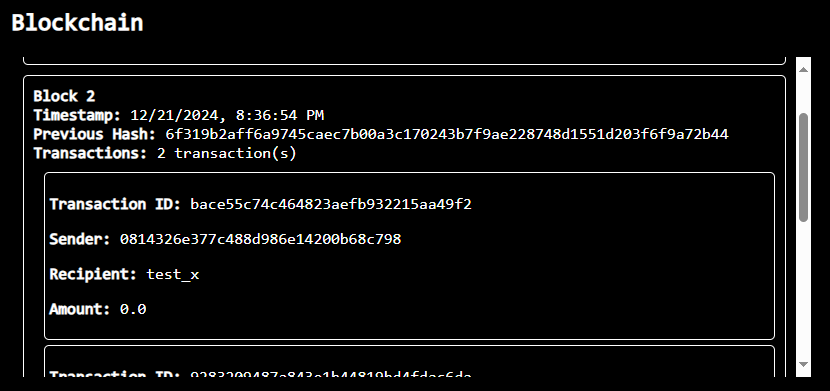 Blockchain
Block 2
Timestamp: 12/21/2024, 8:36:54 PM
Previous Hash: 6f319b2aff6a9745caec7b00a3c170243b7f9ae228748d1551d203f6f9a72b44
Transactions: 2 transaction(s)
Transaction ID: bace55c74c464823aefb932215aa49f2
Sender: 0814326e377c488d986e14200b68c798
Recipient: test_x
Amount: 0.0
Transaction ID: